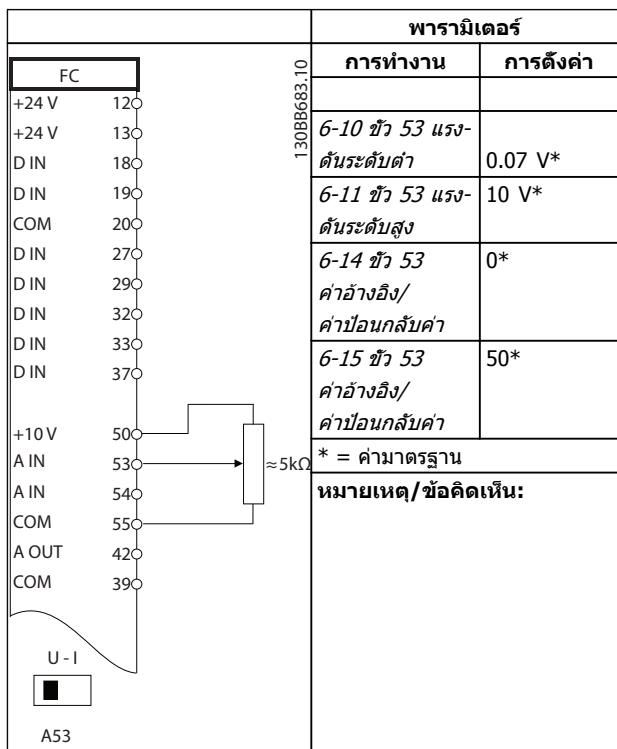 พารามิเตอร์
การทำงาน การตั้งค่า
6-10 ขั้ว 53 แรง-
ดันระดับต่ำ 0.07 V*
6-11 ขั้ว 53 แรง- 10 V*
ดันระดับสูง
6-14 ขั้ว 53 0*
ค่าอ้างอิง/
ค่าป้อนกลับค่า
6-15 ขั้ว 53 50*
ค่าอ้างอิง/
ค่าป้อนกลับค่า
* = ค่ามาตรฐาน
หมายเหตุ/ข้อคิดเห็น:
FC
130BB683.10
+24 V 12
+24 V 13
D IN 18
D IN 19
COM 20
D IN 27
D IN 29
D IN 32
D IN 33
D IN 37
+10 V 50
A IN 53
≈5kΩ
A IN 54
COM 55
A OUT 42
COM 39
U - I
A53